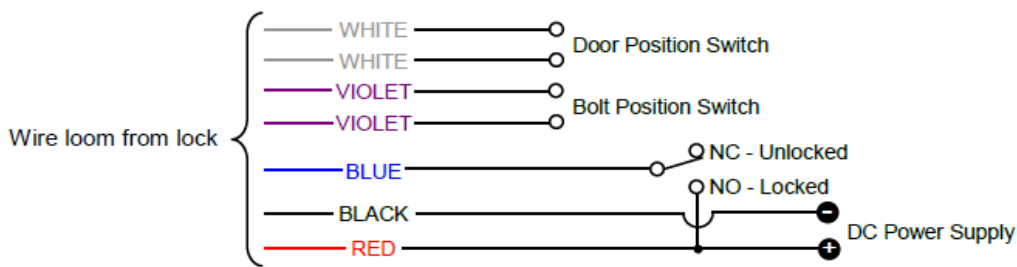 WHITE
Door Position Switch
WHITE
VIOLET
Bolt Position Switch
VIOLET
Wire loom from lock
NC - Unlocked
BLUE
NO - Locked
BLACK
-
DC Power Supply
RED
+